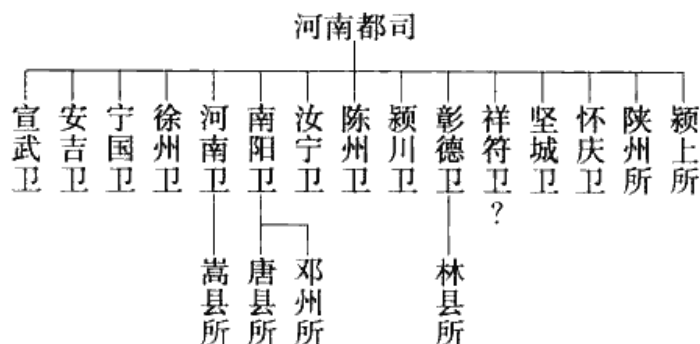 河南都司
宣武卫
安吉卫
宁国卫
徐州卫
河南卫
南阳卫
汝宁卫
陈州卫
颍川卫
彰德卫
祥符卫?
坚城卫
怀庆卫
陕州所
颍上所
嵩县所
唐县所
邓州所
林县所